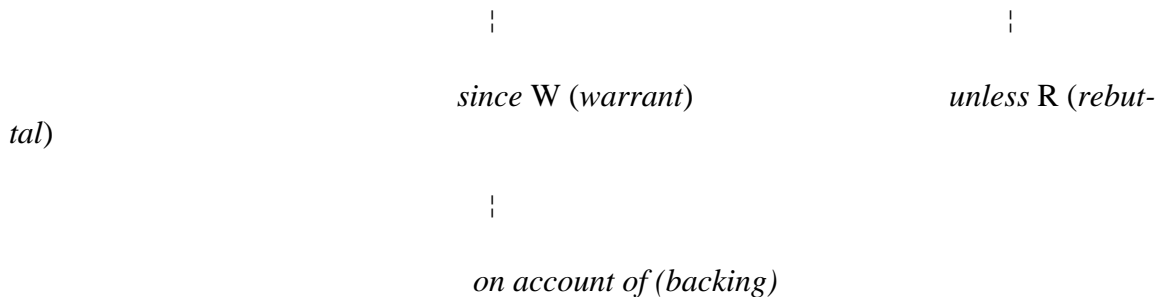 ¦ ¦
since W (warrant) unless R (rebut-
tal)
¦
on account of (backing)